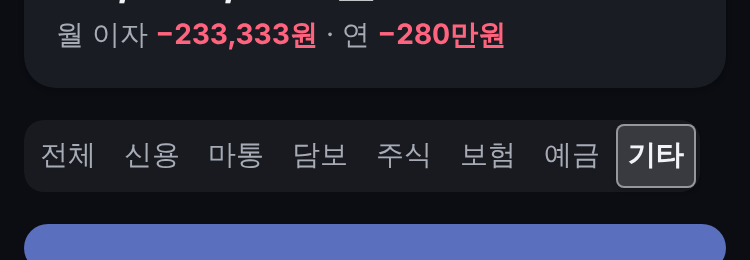 월 이자 −233,333원 · 연 −280만원
전체 신용 마통 담보 주식 보험 예금 기타